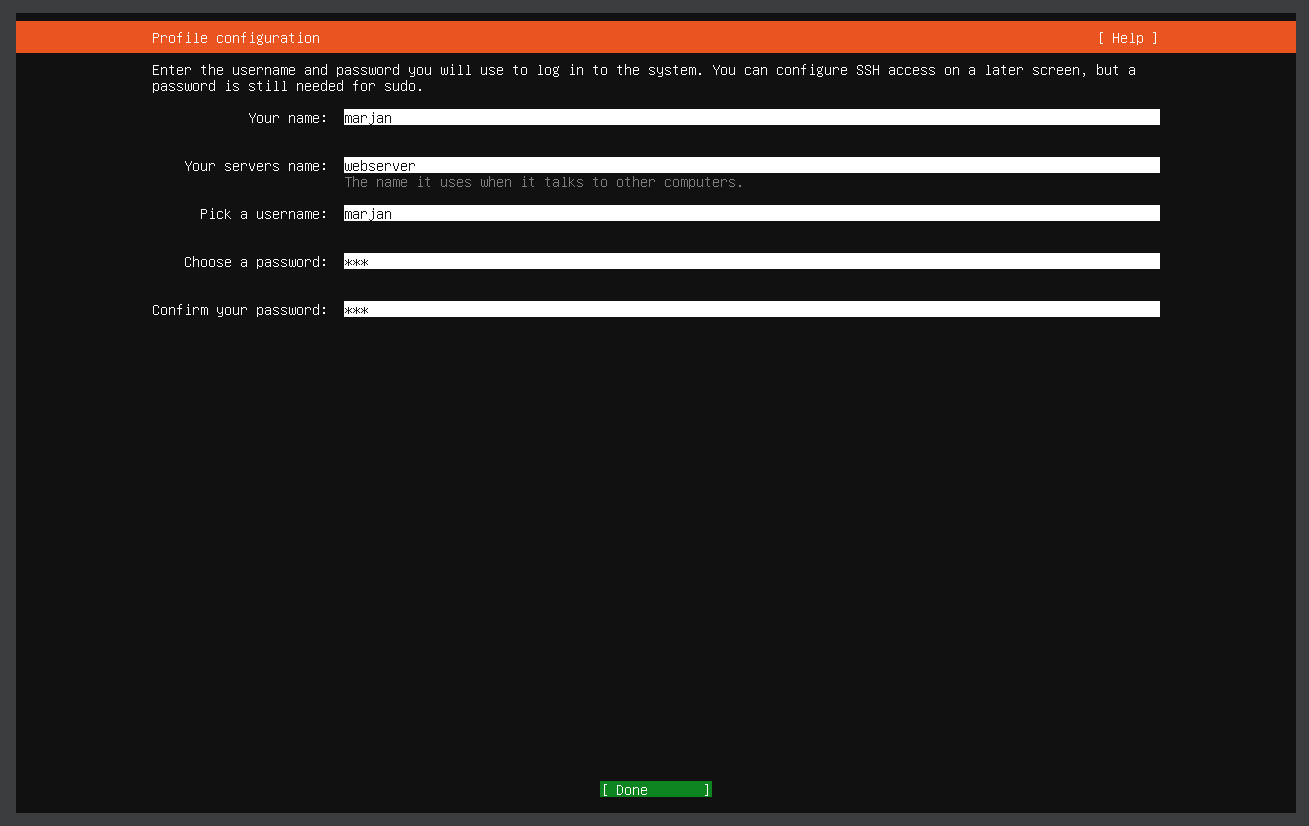 Profile configuration [ Help ]
Enter the username and password you will use to log in to the system. You can configure SSH access on a later screen, but a
password is still needed for sudo.
Your name: marjan
Your servers name: webserver
The name it uses when it talks to other computers.
Pick a username: marjan
Choose a password: ***
Confirm your password: ***
[ Done ]